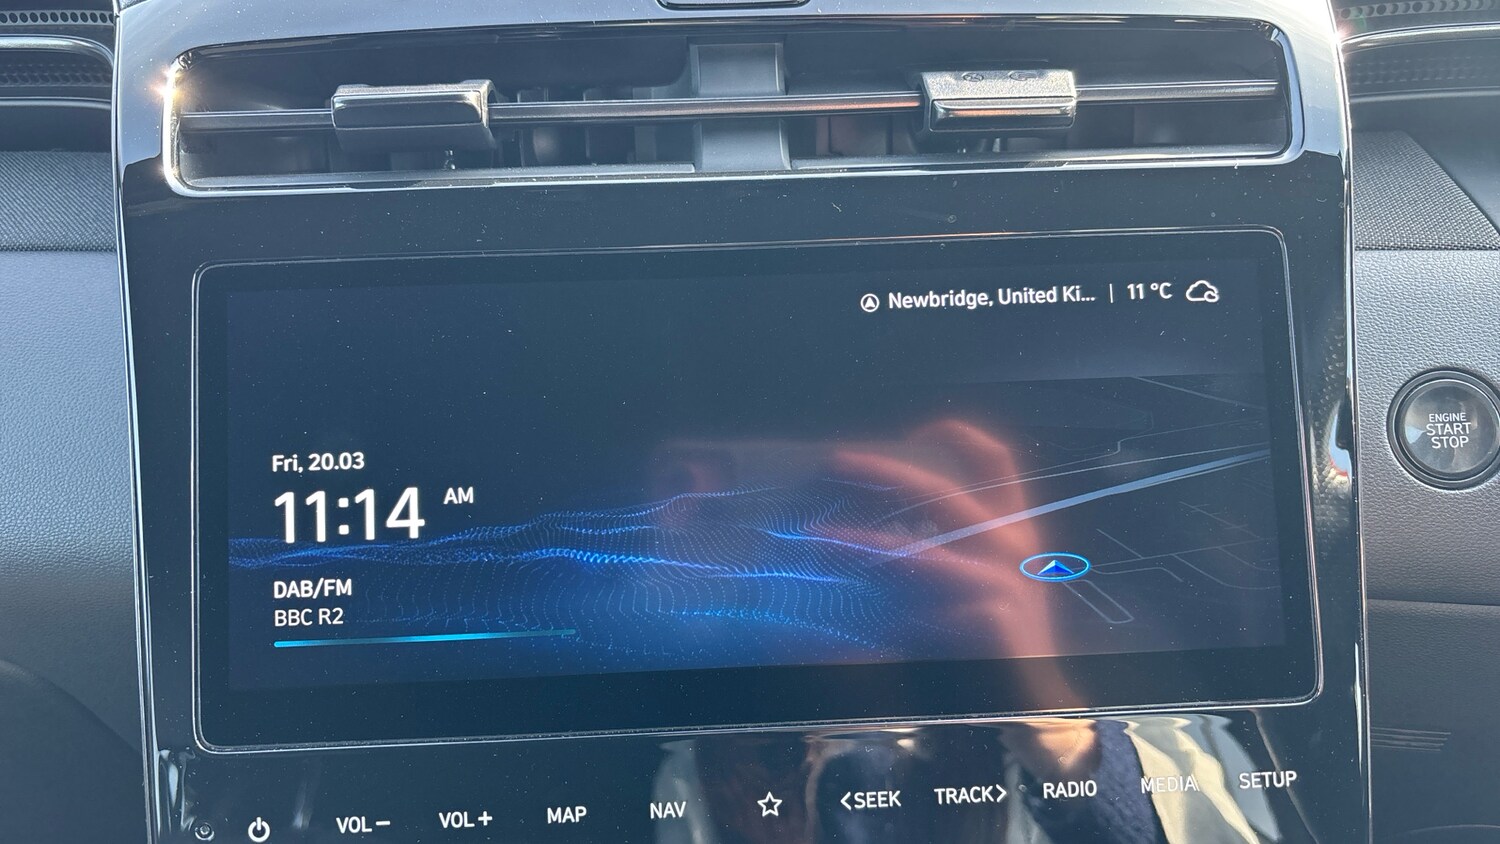 Newbridge, United Ki... | 11 °C
Fri, 20.03
11:14 AM
DAB/FM
BBC R2
ENGINE
START
STOP
VOL− VOL+ MAP NAV <SEEK TRACK> RADIO MEDIA SETUP